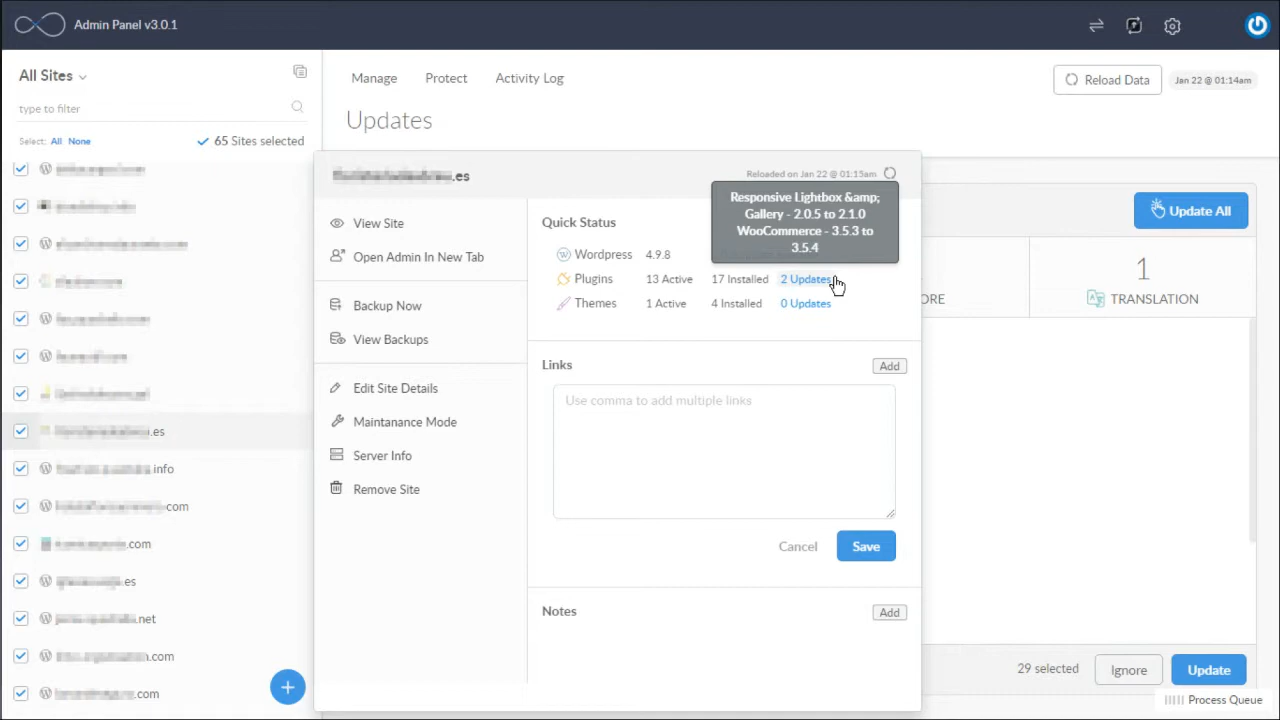 Admin Panel v3.0.1
All Sites
type to filter
Select: All None
65 Sites selected
.es
.info
.com
.com
.es
.net
.com
.com
Manage
Protect
Activity Log
Reload Data
Jan 22 @ 01:14am
Updates
.es
Reloaded on Jan 22 @ 01:15am
View Site
Open Admin In New Tab
Backup Now
View Backups
Edit Site Details
Maintanance Mode
Server Info
Remove Site
Quick Status
Responsive Lightbox &amp;
Gallery - 2.0.5 to 2.1.0
WooCommerce - 3.5.3 to
3.5.4
Wordpress 4.9.8
Plugins 13 Active 17 Installed 2 Updates
Themes 1 Active 4 Installed 0 Updates
Links
Add
Use comma to add multiple links
Cancel
Save
Notes
Add
Update All
ORE
1
TRANSLATION
29 selected
Ignore
Update
Process Queue